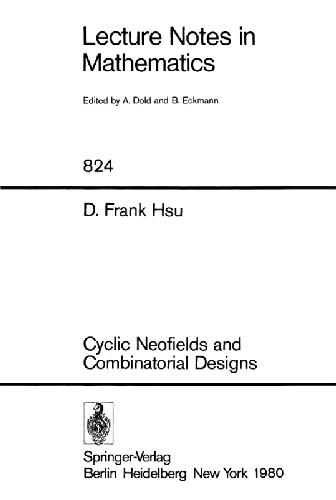 Lecture Notes in
Mathematics
Edited by A. Dold and B. Eckmann
824
D. Frank Hsu
Cyclic Neofields and
Combinatorial Designs
Springer-Verlag
Berlin Heidelberg New York 1980